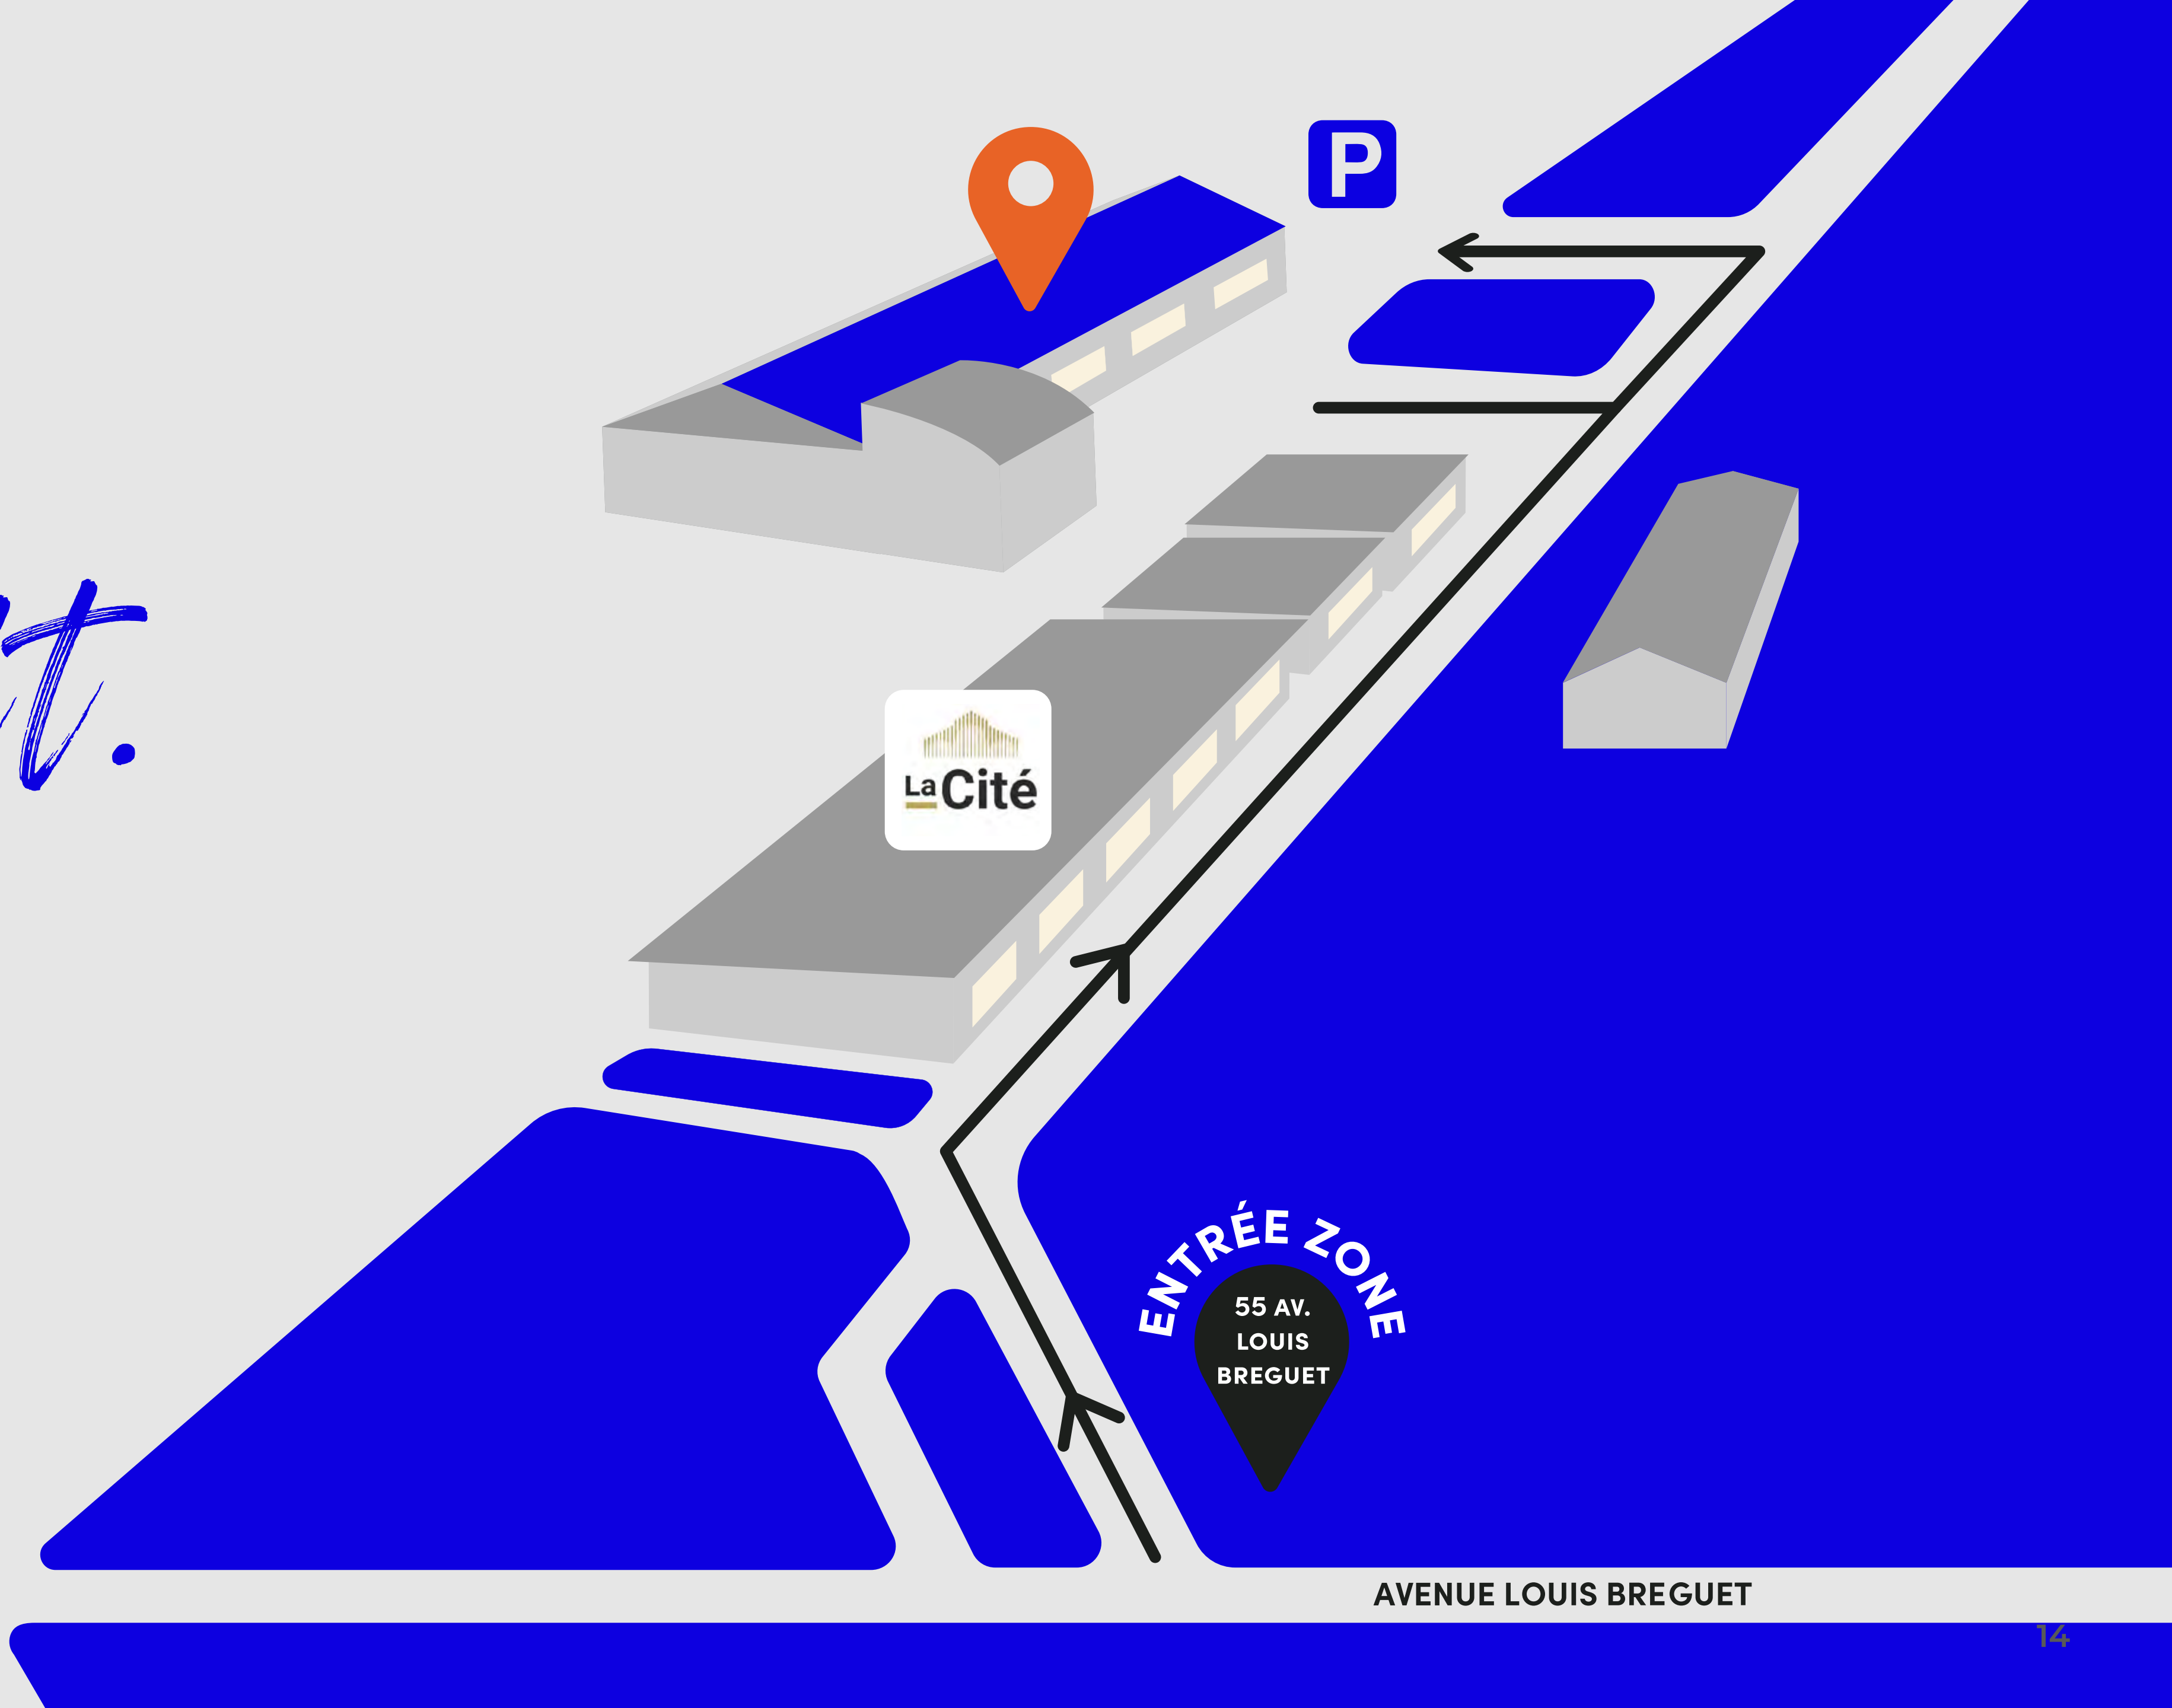 P
t.
La Cité
ENTRÉE ZONE
55 AV.
LOUIS
BREGUET
AVENUE LOUIS BREGUET
14